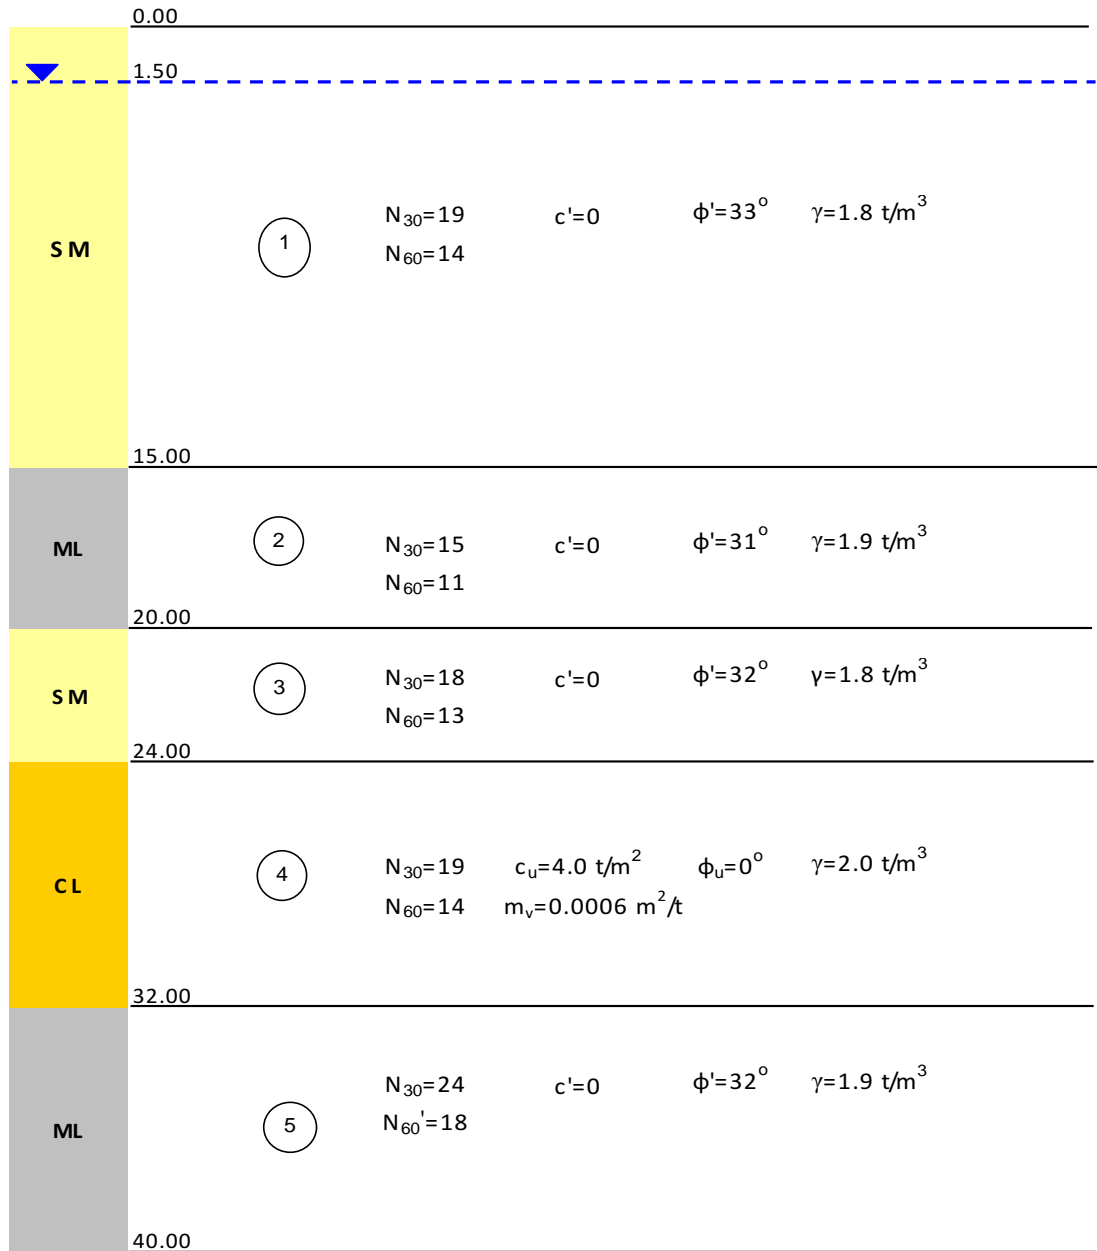 0.00
1.50
SM 1 N₃₀=19 c'=0 ϕ'=33° γ=1.8 t/m³
N₆₀=14
15.00
ML 2 N₃₀=15 c'=0 ϕ'=31° γ=1.9 t/m³
N₆₀=11
20.00
SM 3 N₃₀=18 c'=0 ϕ'=32° γ=1.8 t/m³
N₆₀=13
24.00
CL 4 N₃₀=19 cᵤ=4.0 t/m² ϕᵤ=0° γ=2.0 t/m³
N₆₀=14 mᵥ=0.0006 m²/t
32.00
ML 5 N₃₀=24 c'=0 ϕ'=32° γ=1.9 t/m³
N₆₀'=18
40.00